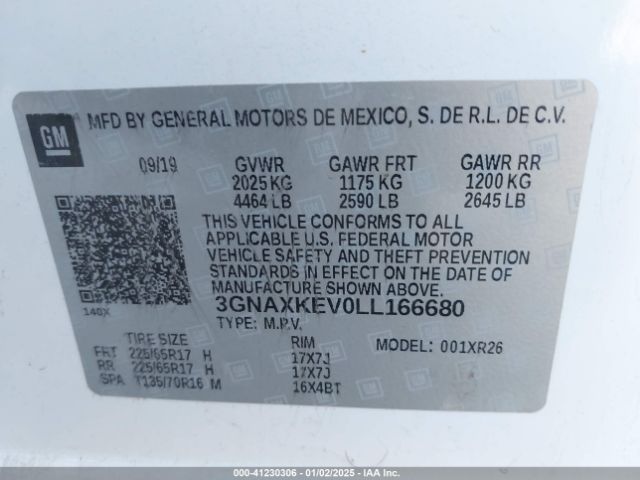 GM
MFD BY GENERAL MOTORS DE MEXICO, S. DE R.L. DE C.V.
09/19 GVWR GAWR FRT GAWR RR
2025 KG 1175 KG 1200 KG
4464 LB 2590 LB 2645 LB
THIS VEHICLE CONFORMS TO ALL
APPLICABLE U.S. FEDERAL MOTOR
VEHICLE SAFETY AND THEFT PREVENTION
STANDARDS IN EFFECT ON THE DATE OF
MANUFACTURE SHOWN ABOVE.
140X
3GNAXKEV0LL166680
TYPE: M.P.V.
TIRE SIZE RIM MODEL: 001XR26
FRT 225/65R17 H 17X7J
RR 225/65R17 H 17X7J
SPA T135/70R16 M 16X4BT
000-41230306 - 01/02/2025 - IAA Inc.